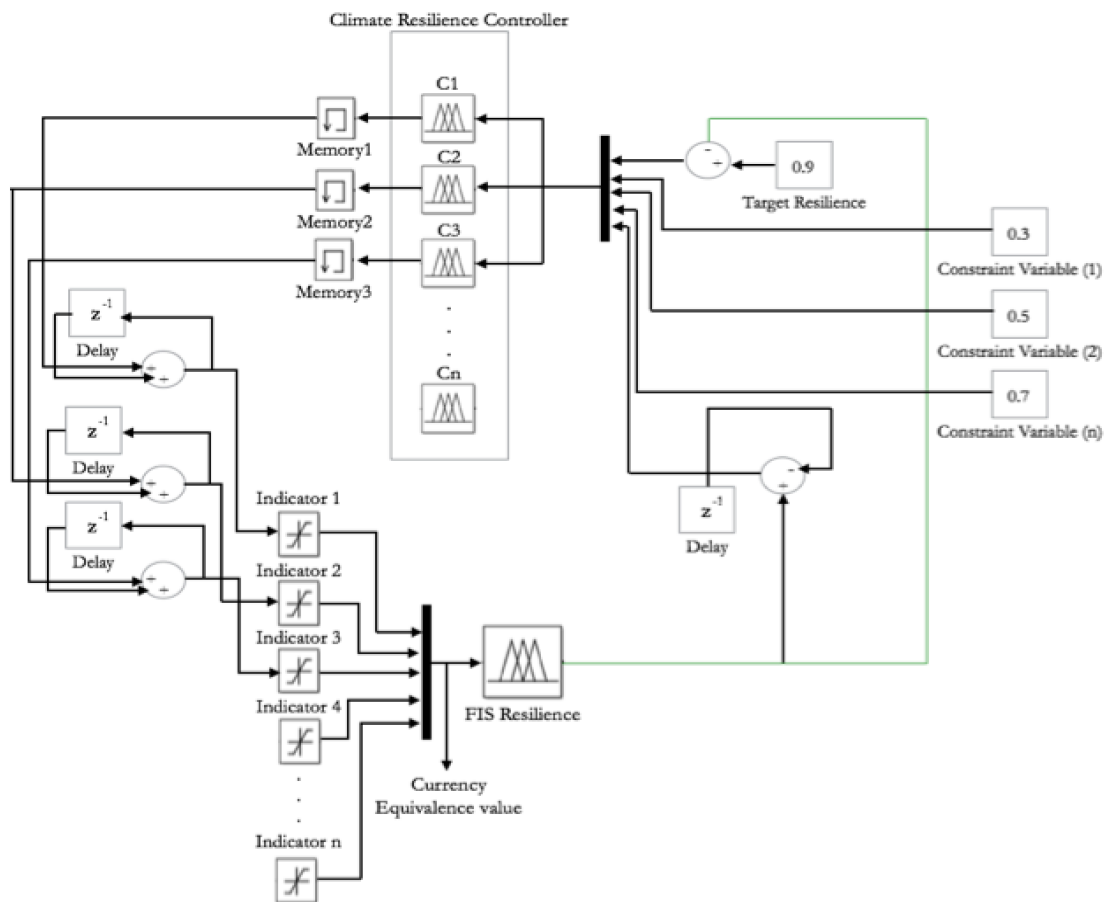 Climate Resilience Controller
C1
Memory1
C2
Memory2
C3
Memory3
.
.
.
Cn
-
+
0.9
Target Resilience
0.3
Constraint Variable (1)
0.5
Constraint Variable (2)
0.7
Constraint Variable (n)
-
+
z-1
Delay
z-1
Delay
+
+
z-1
+
+
z-1
Delay
+
+
Indicator 1
Indicator 2
Indicator 3
Indicator 4
.
.
.
Indicator n
FIS Resilience
Currency
Equivalence value